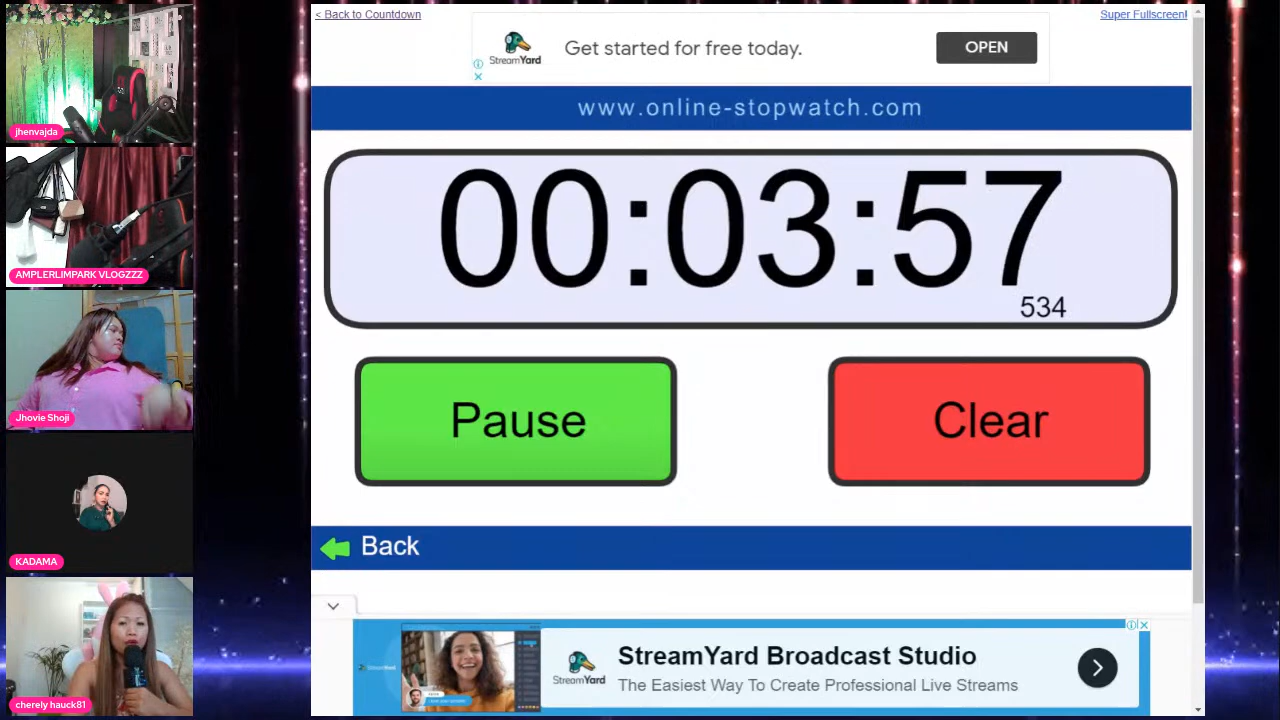 < Back to Countdown
Super Fullscreen!
StreamYard
Get started for free today.
OPEN
www.online-stopwatch.com
00:03:57
534
Pause
Clear
Back
StreamYard
StreamYard
StreamYard Broadcast Studio
The Easiest Way To Create Professional Live Streams
jhenvajda
AMPLERLIMPARK VLOGZZZ
Jhovie Shoji
KADAMA
cherely hauck81